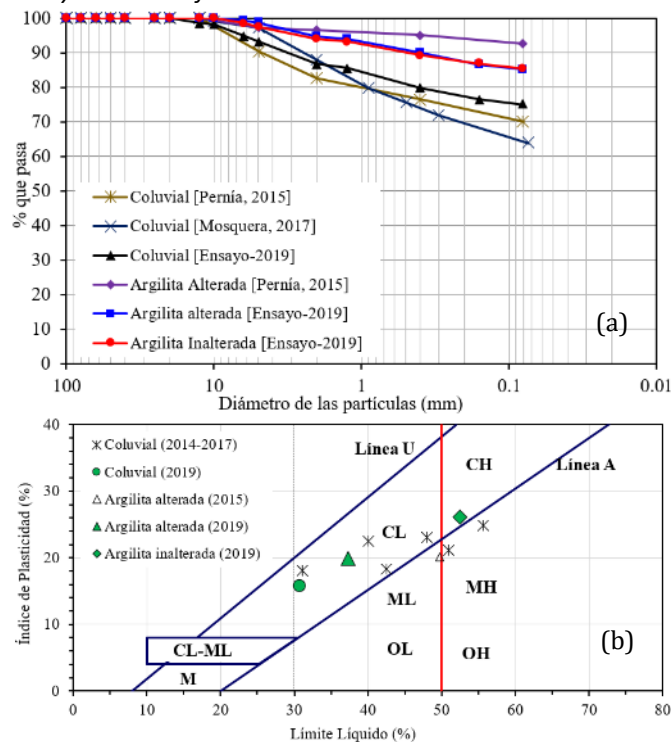 100
90
80
70
60
50
40
30
20
10
0
% que pasa
Coluvial [Pernía, 2015]
Coluvial [Mosquera, 2017]
Coluvial [Ensayo-2019]
Argilita Alterada [Pernía, 2015]
Argilita alterada [Ensayo-2019]
Argilita Inalterada [Ensayo-2019]
(a)
100 10 1 0.1 0.01
Diámetro de las partículas (mm)
40
30
20
10
0
Índice de Plasticidad (%)
Coluvial (2014-2017)
Coluvial (2019)
Argilita alterada (2015)
Argilita alterada (2019)
Argilita inalterada (2019)
Línea U
CH
Línea A
CL
ML
MH
CL-ML
OL
OH
M
(b)
0 10 20 30 40 50 60 70 80
Límite Líquido (%)